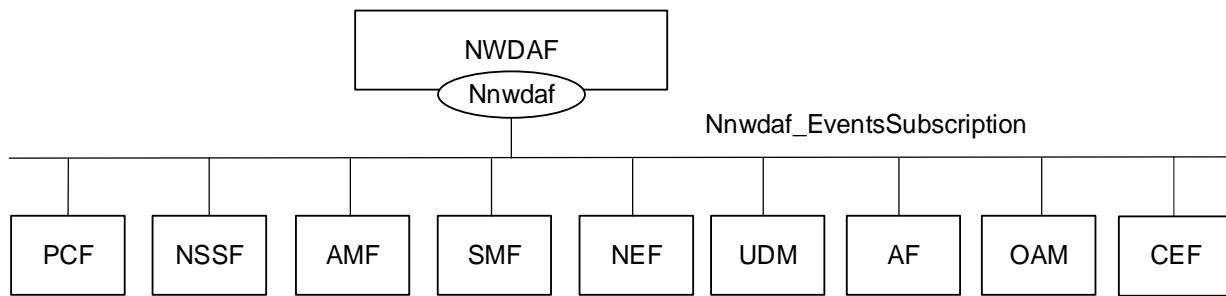 NWDAF
Nnwdaf
Nnwdaf_EventsSubscription
PCF NSSF AMF SMF NEF UDM AF OAM CEF